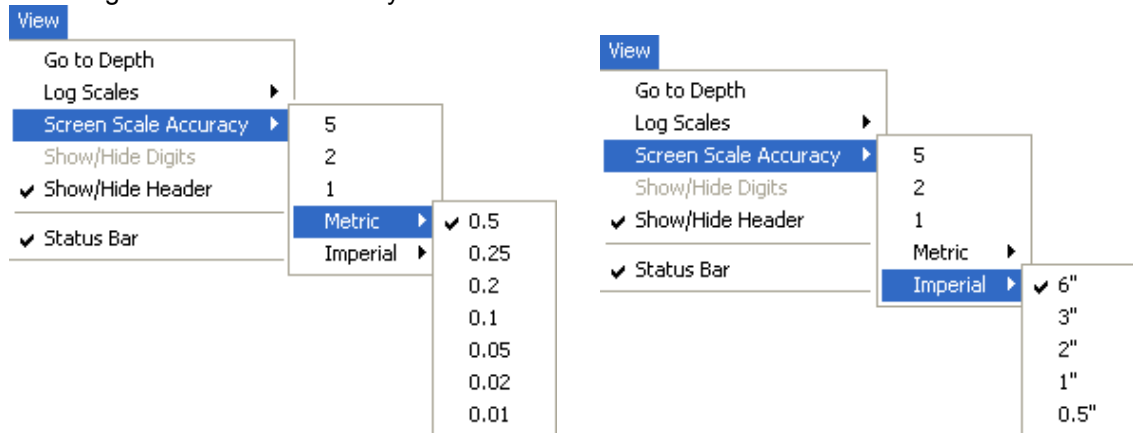 View
Go to Depth
Log Scales
Screen Scale Accuracy
Show/Hide Digits
Show/Hide Header
Status Bar
5
2
1
Metric
Imperial
0.5
0.25
0.2
0.1
0.05
0.02
0.01
View
Go to Depth
Log Scales
Screen Scale Accuracy
Show/Hide Digits
Show/Hide Header
Status Bar
5
2
1
Metric
Imperial
6"
3"
2"
1"
0.5"